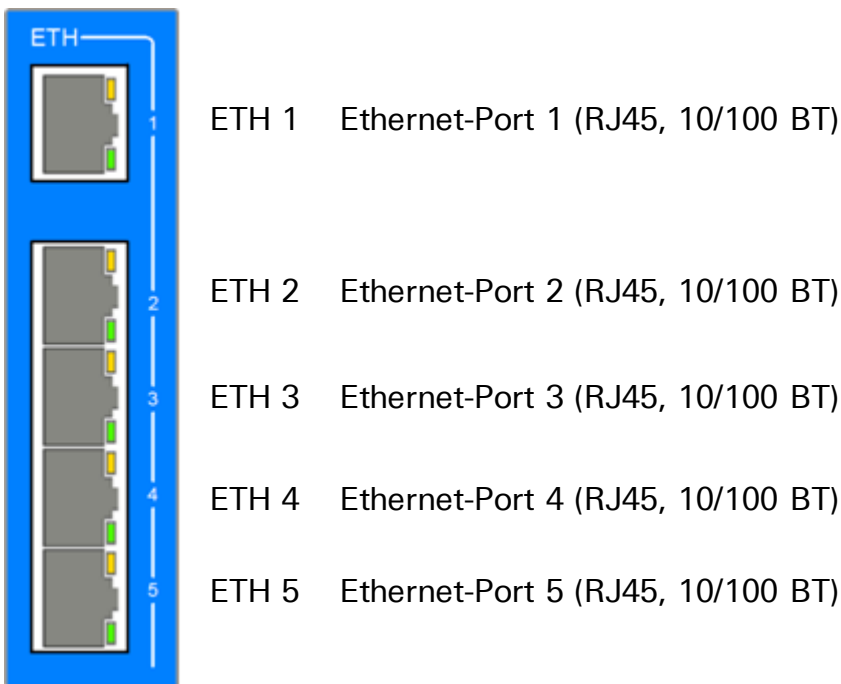 ETH
1
ETH 1 Ethernet-Port 1 (RJ45, 10/100 BT)
2
ETH 2 Ethernet-Port 2 (RJ45, 10/100 BT)
3
ETH 3 Ethernet-Port 3 (RJ45, 10/100 BT)
4
ETH 4 Ethernet-Port 4 (RJ45, 10/100 BT)
5
ETH 5 Ethernet-Port 5 (RJ45, 10/100 BT)